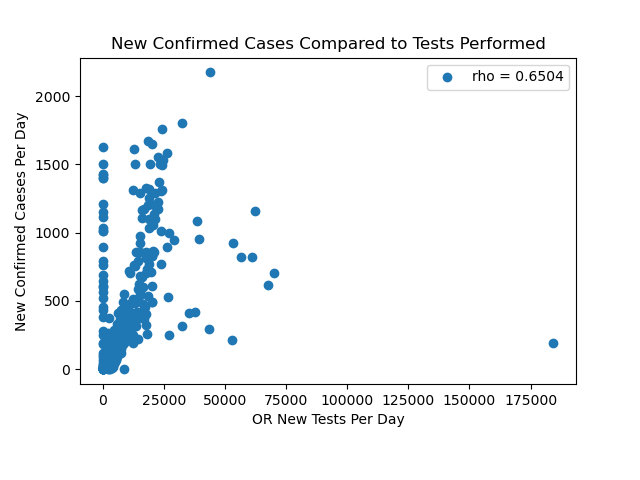 New Confirmed Cases Compared to Tests Performed
rho = 0.6504
New Confirmed Caeses Per Day
2000
1500
1000
500
0
0 25000 50000 75000 100000 125000 150000 175000
OR New Tests Per Day